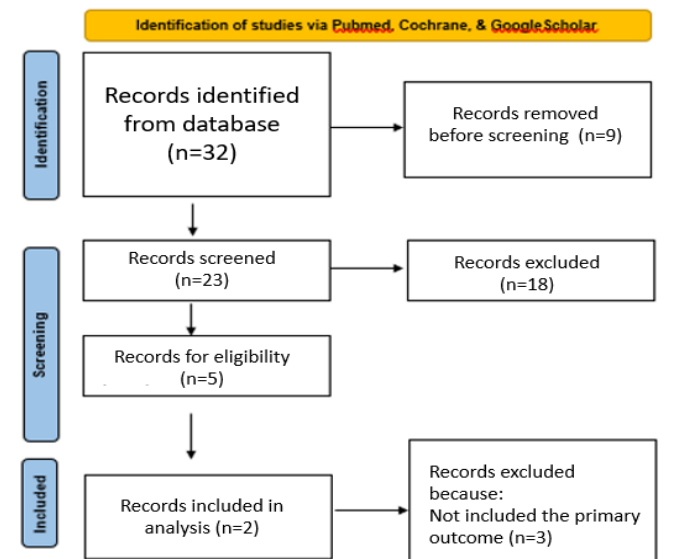 Identification of studies via Pubmed, Cochrane, & GoogleScholar
Identification
Records identified
from database
(n=32)
Records removed
before screening (n=9)
Screening
Records screened
(n=23)
Records excluded
(n=18)
Records for eligibility
(n=5)
Included
Records included in
analysis (n=2)
Records excluded
because:
Not included the primary
outcome (n=3)